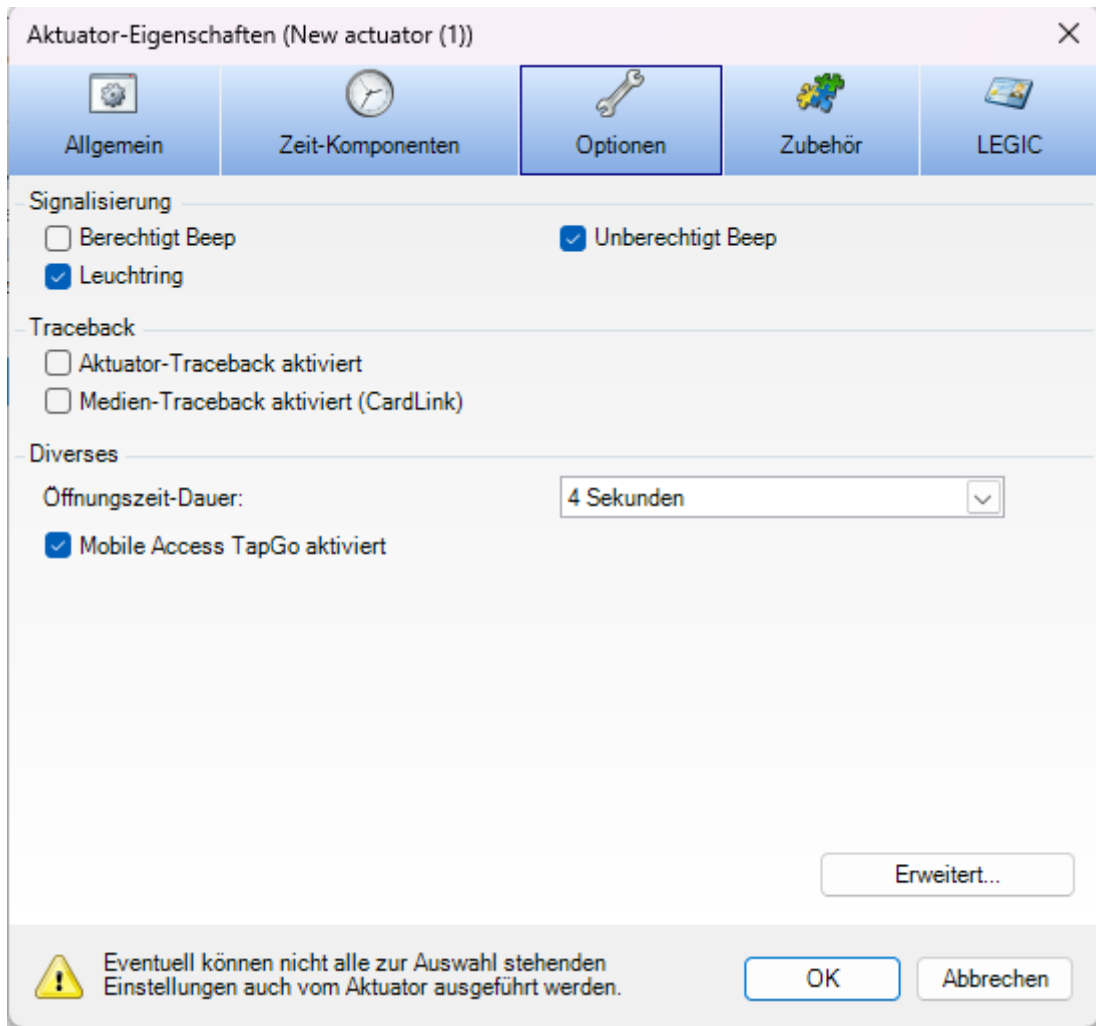 Aktuator-Eigenschaften (New actuator (1))
Allgemein Zeit-Komponenten Optionen Zubehör LEGIC
Signalisierung
Berechtigt Beep Unberechtigt Beep
Leuchtring
Traceback
Aktuator-Traceback aktiviert
Medien-Traceback aktiviert (CardLink)
Diverses
Öffnungszeit-Dauer: 4 Sekunden
Mobile Access TapGo aktiviert
Erweitert...
Eventuell können nicht alle zur Auswahl stehenden
Einstellungen auch vom Aktuator ausgeführt werden.
OK Abbrechen